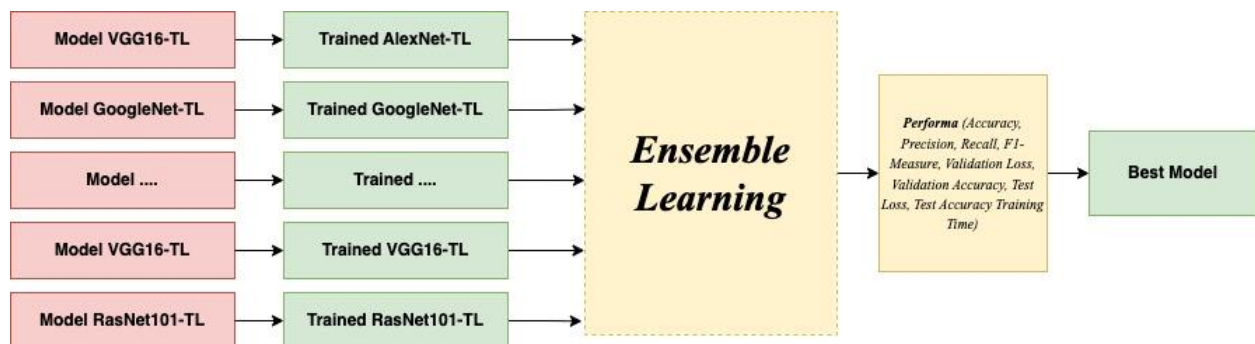 Model VGG16-TL
Trained AlexNet-TL
Model GoogleNet-TL
Trained GoogleNet-TL
Model ....
Trained ....
Model VGG16-TL
Trained VGG16-TL
Model RasNet101-TL
Trained RasNet101-TL
Ensemble
Learning
Performa (Accuracy,
Precision, Recall, F1-
Measure, Validation Loss,
Validation Accuracy, Test
Loss, Test Accuracy Training
Time)
Best Model